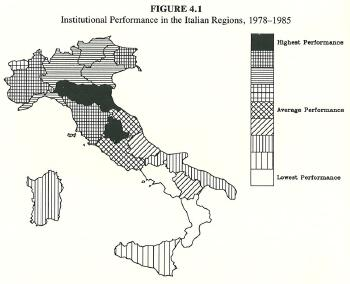 FIGURE 4.1
Institutional Performance in the Italian Regions, 1978–1985
Highest Performance
Average Performance
Lowest Performance